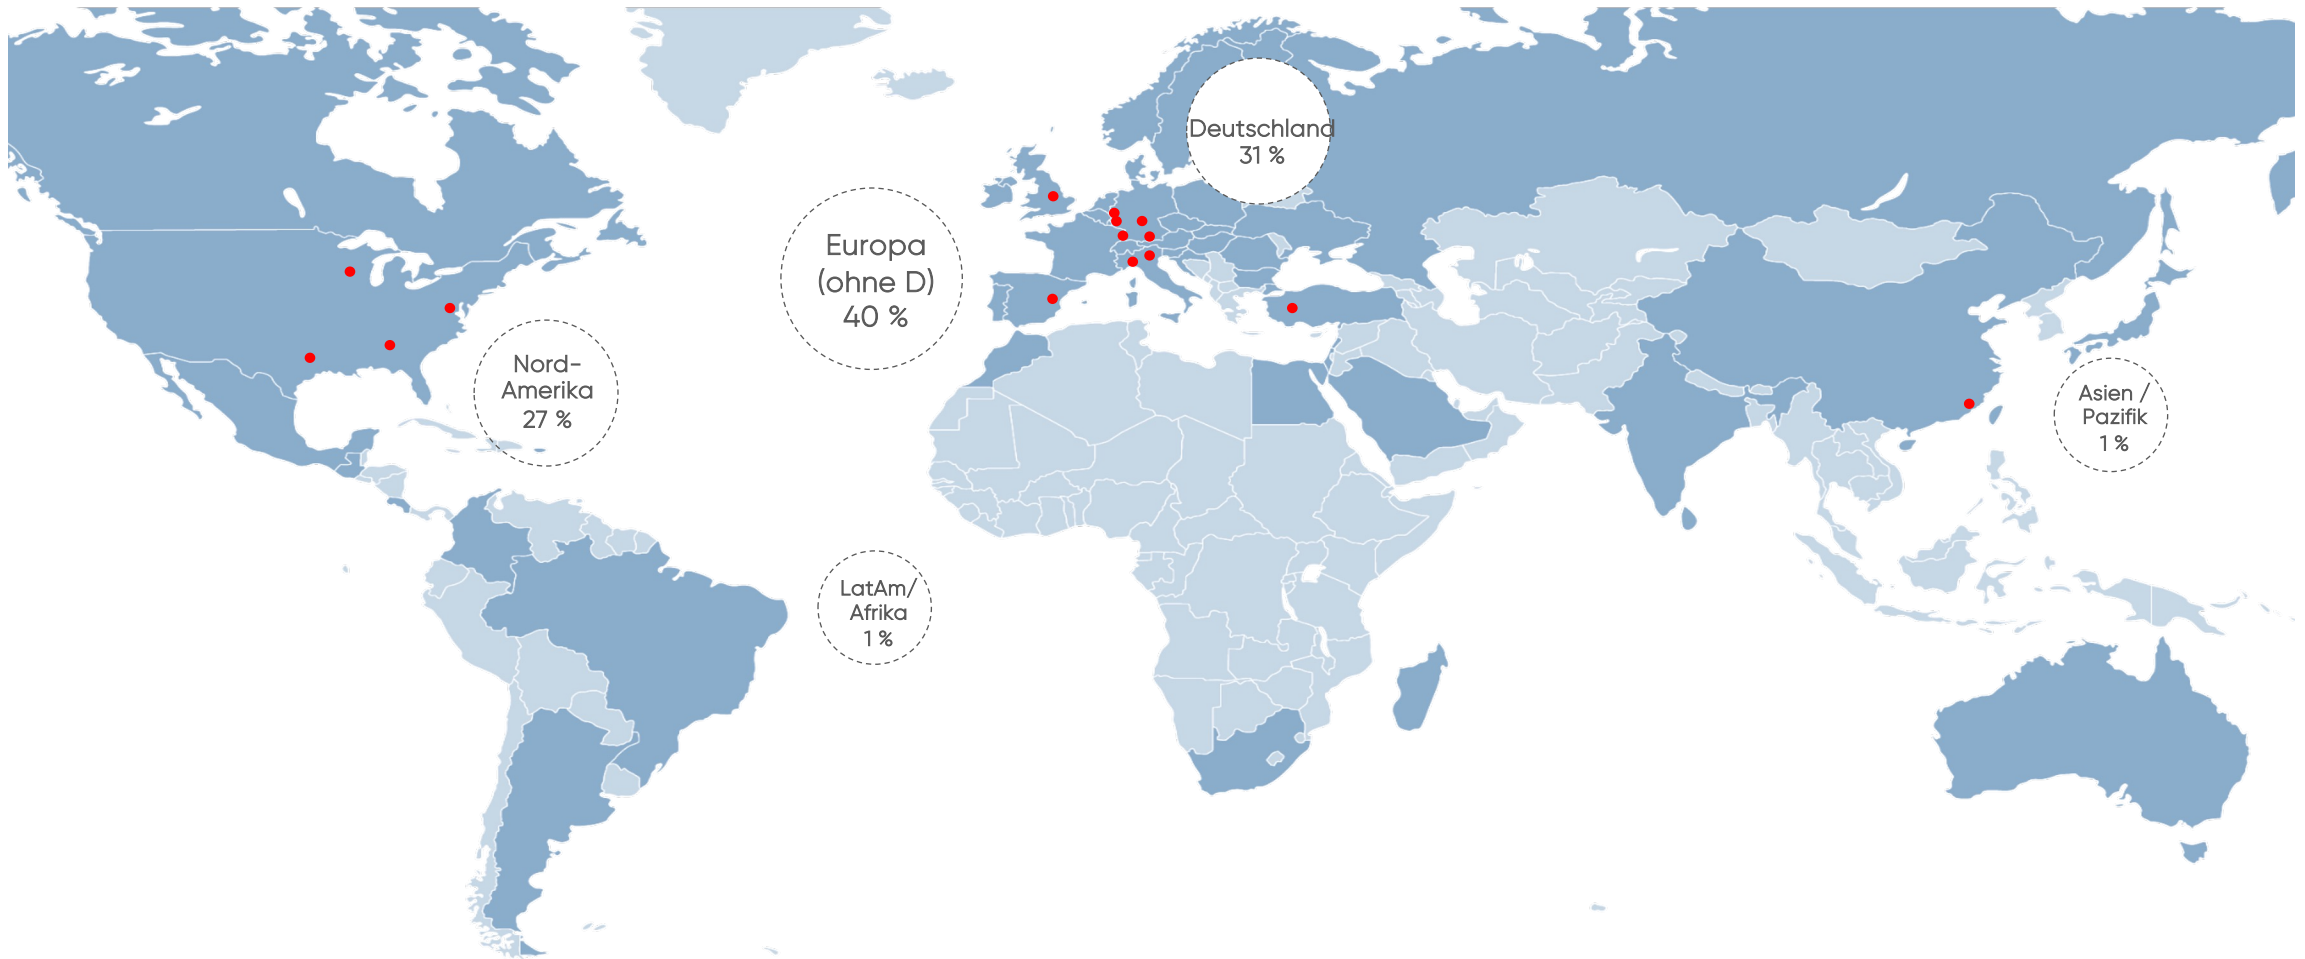 Deutschland
31 %
Europa
(ohne D)
40 %
Nord-
Amerika
27 %
Asien /
Pazifik
1 %
LatAm/
Afrika
1 %